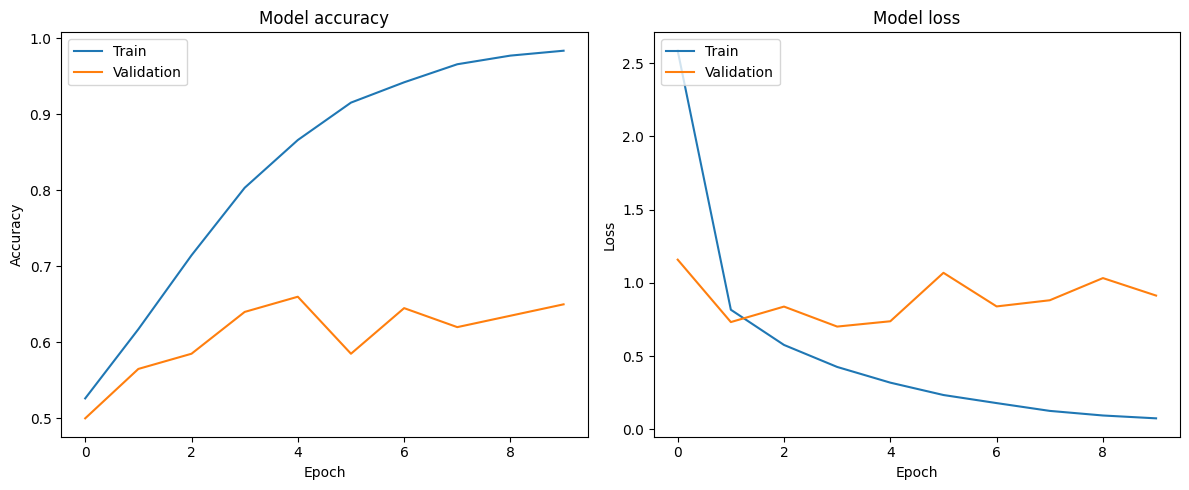 Model accuracy
Train
Validation
1.0
0.9
0.8
0.7
0.6
0.5
Accuracy
0 2 4 6 8
Epoch
Model loss
Train
Validation
2.5
2.0
1.5
1.0
0.5
0.0
Loss
0 2 4 6 8
Epoch